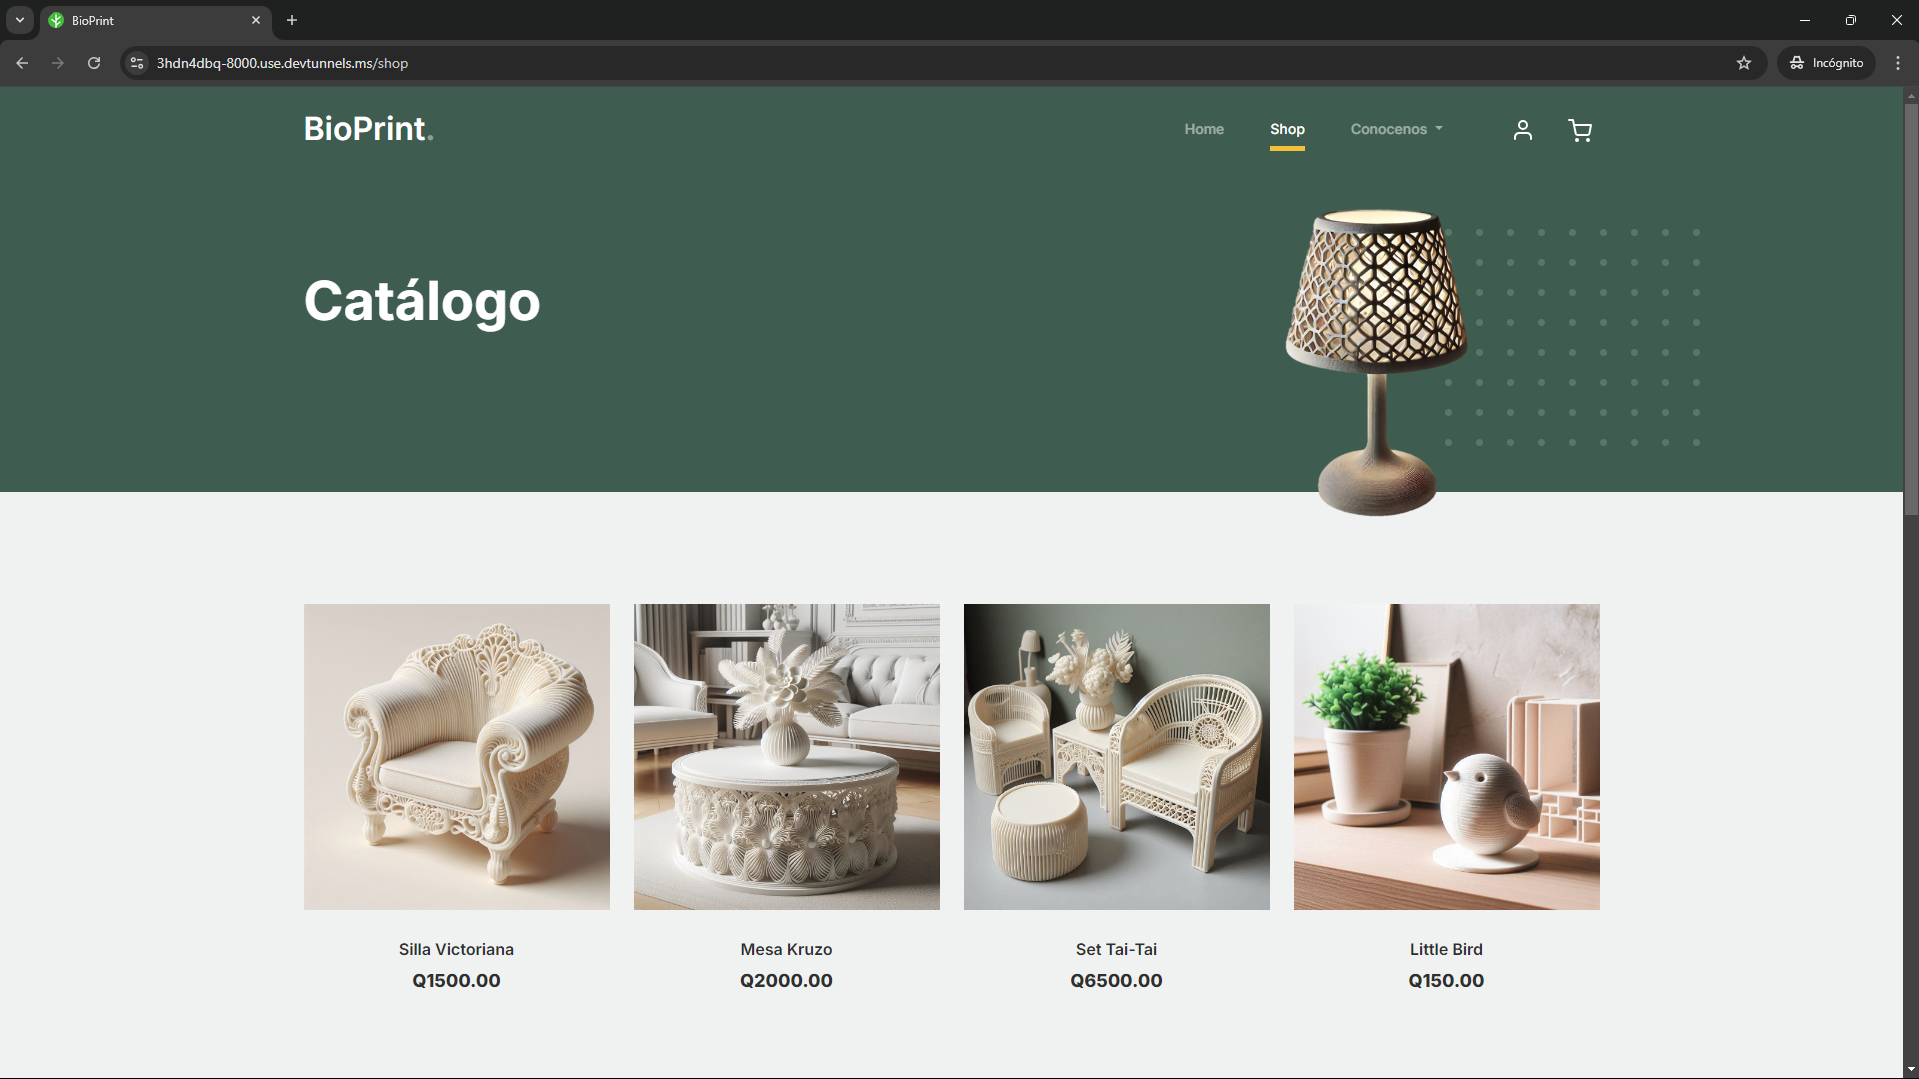 BioPrint
3hdn4dbq-8000.use.devtunnels.ms/shop
Incógnito
BioPrint.
Home
Shop
Conocenos
Catálogo
Silla Victoriana
Q1500.00
Mesa Kruzo
Q2000.00
Set Tai-Tai
Q6500.00
Little Bird
Q150.00